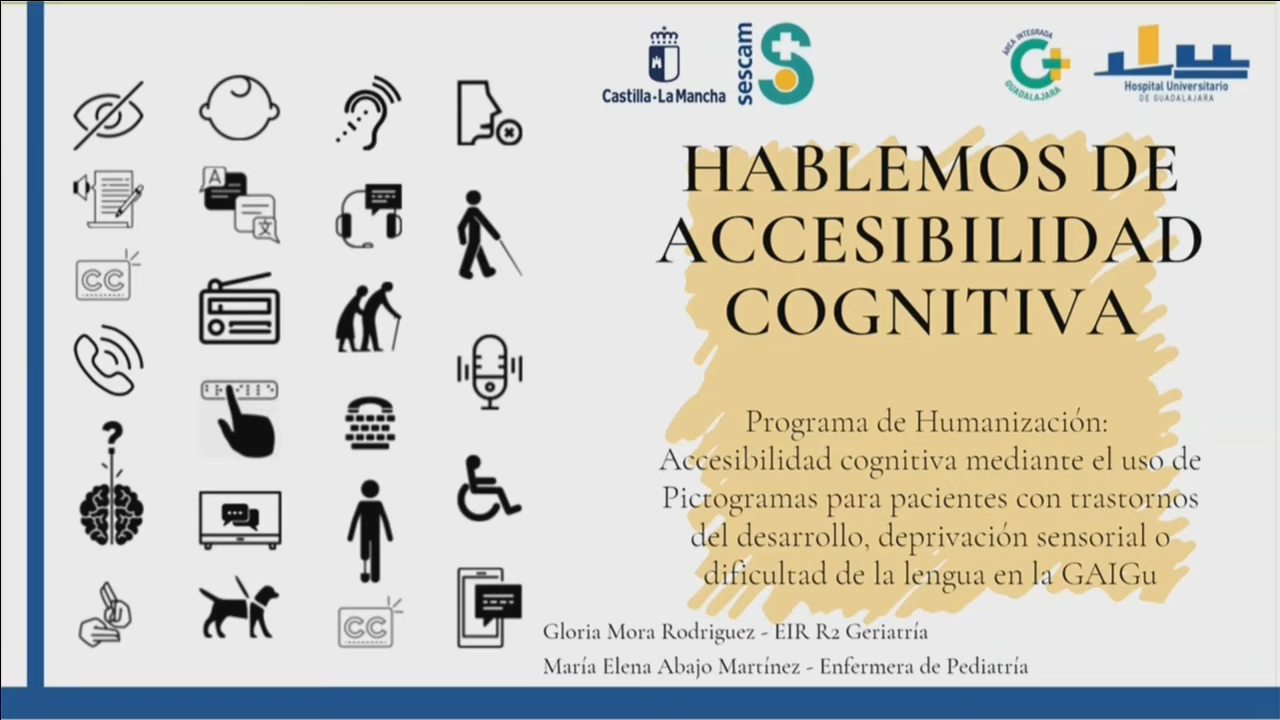 Castilla-La Mancha
sescam
ÁREA INTEGRADA
GUADALAJARA
Hospital Universitario
DE GUADALAJARA
HABLEMOS DE
ACCESIBILIDAD
COGNITIVA
Programa de Humanización:
Accesibilidad cognitiva mediante el uso de
Pictogramas para pacientes con trastornos
del desarrollo, deprivación sensorial o
dificultad de la lengua en la GAIGu
Gloria Mora Rodriguez - EIR R2 Geriatría
María Elena Abajo Martínez - Enfermera de Pediatría
A
文
CC
?
CC